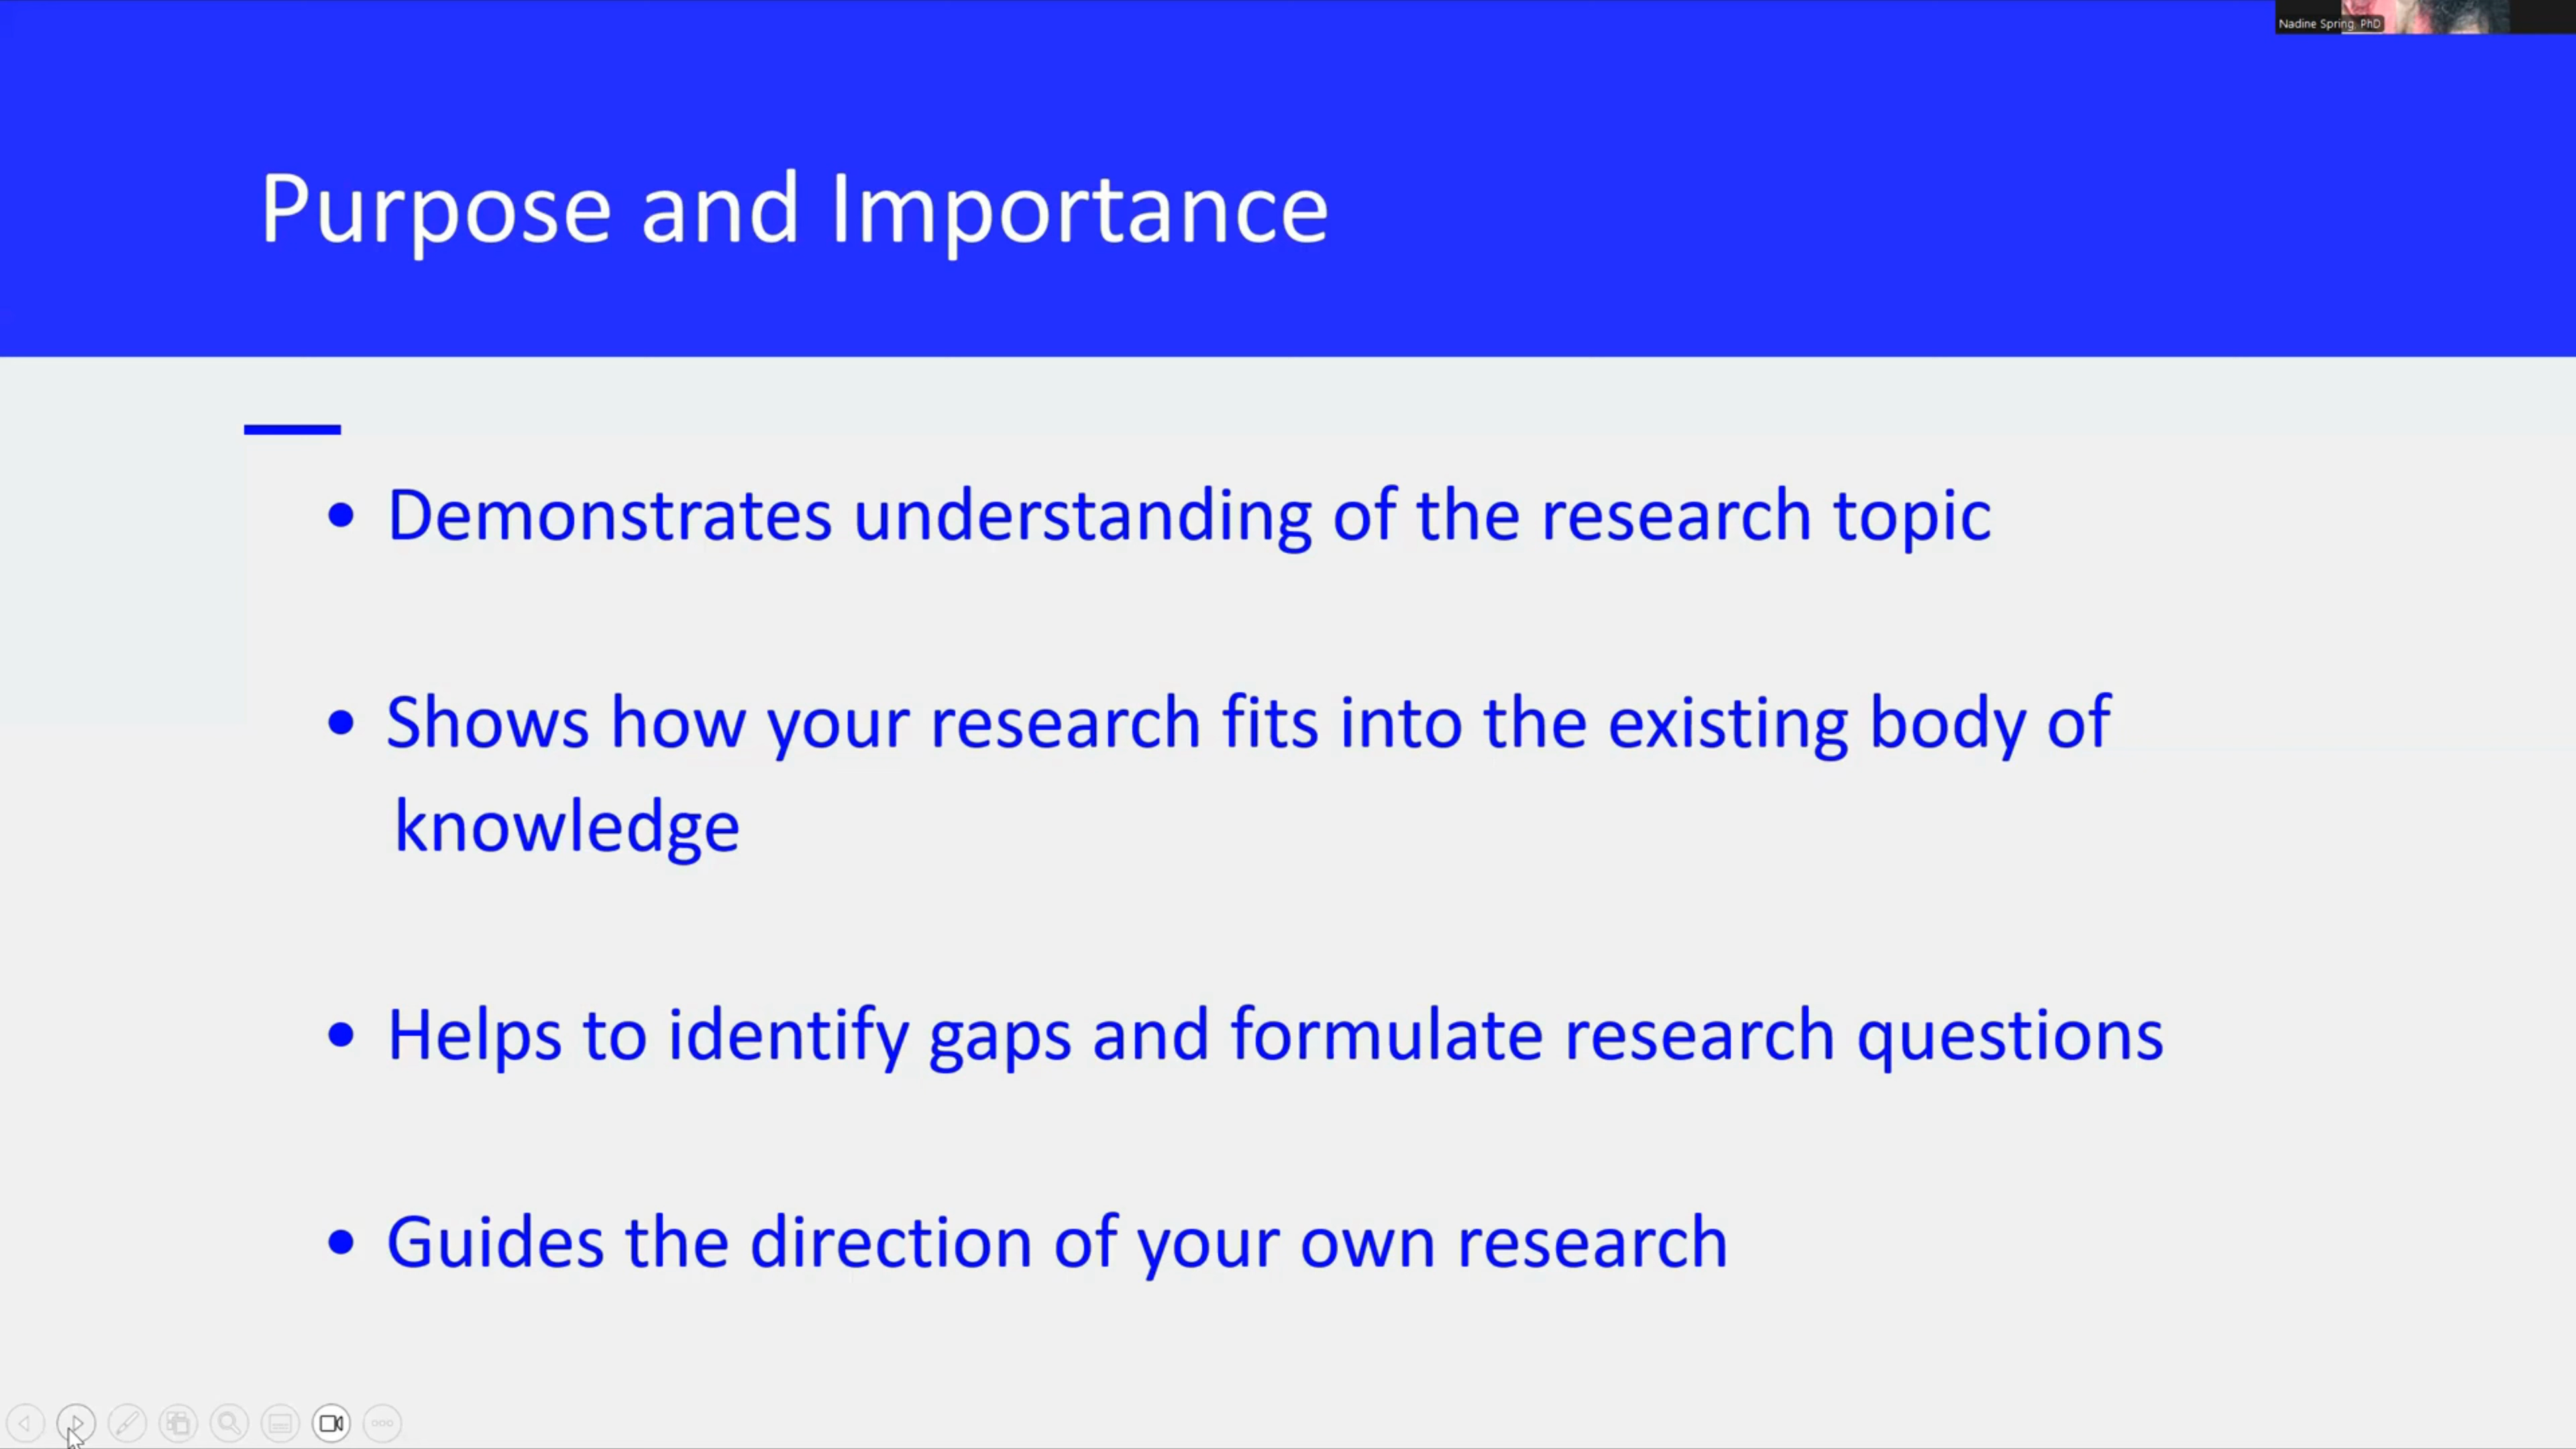 Nadine Spring, PhD
Purpose and Importance
• Demonstrates understanding of the research topic
• Shows how your research fits into the existing body of
knowledge
• Helps to identify gaps and formulate research questions
• Guides the direction of your own research